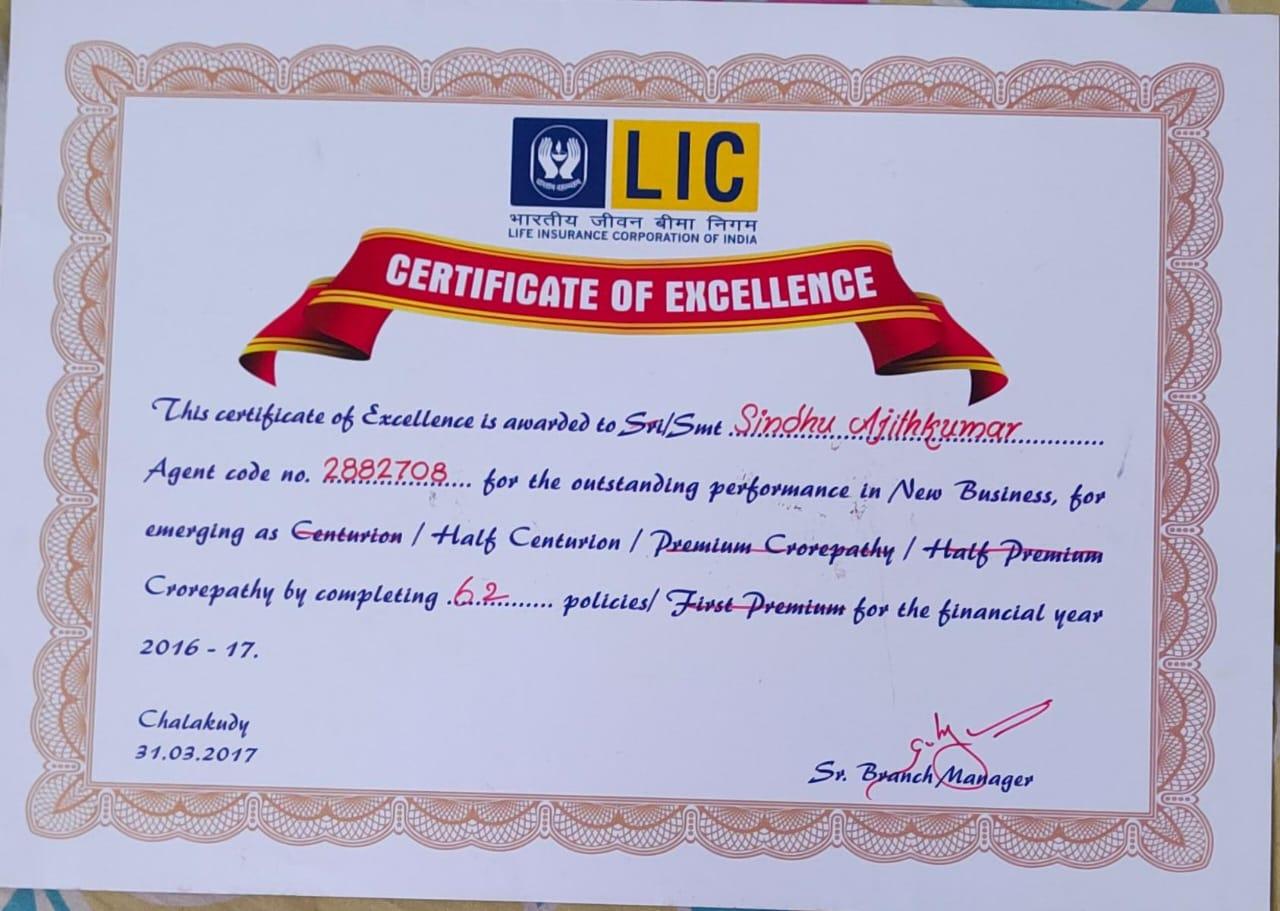 LIC
भारतीय जीवन बीमा निगम
LIFE INSURANCE CORPORATION OF INDIA
CERTIFICATE OF EXCELLENCE
This certificate of Excellence is awarded to Sri/Smt Sindhu Ajithkumar
Agent code no. 2882708 for the outstanding performance in New Business, for
emerging as Centurion / Half Centurion / Premium Crorepathy / Half Premium
Crorepathy by completing 62 policies/ First Premium for the financial year
2016 - 17.
Chalakudy
31.03.2017
Sr. Branch Manager